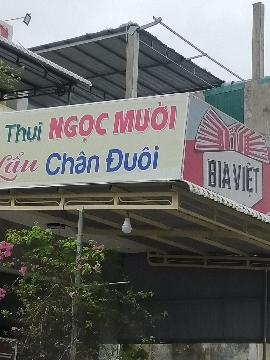 Thui NGỌC MƯỜI
Lẩu Chân Đuôi
BIA VIỆT